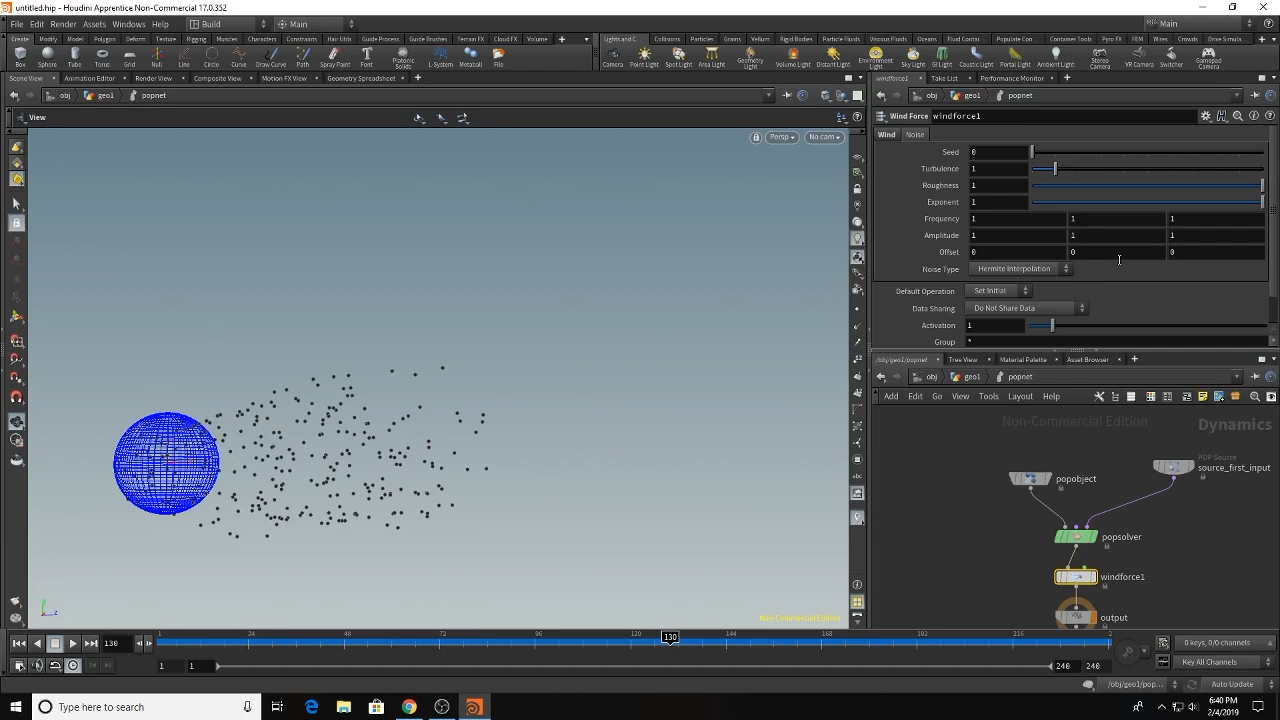 untitled.hip - Houdini Apprentice Non-Commercial 17.0.352
File Edit Render Assets Windows Help Build Main Main
Create Modify Model Polygon Deform Texture Rigging Muscles Characters Constraints Hair Utils Guide Process Guide Brushes Terrain FX Cloud FX Volume
Lights and C Collisions Particles Grains Vellum Rigid Bodies Particle Fluids Viscous Fluids Oceans Fluid Contai Populate Con... Container Tools Pyro FX FEM Wires Crowds Drive Simula...
Box Sphere Tube Torus Grid Null Line Circle Curve Draw Curve Path Spray Paint Font Platonic Solids L-System Metaball File
Camera Point Light Spot Light Area Light Geometry Light Volume Light Distant Light Environment Light Sky Light GI Light Caustic Light Portal Light Ambient Light Stereo Camera VR Camera Switcher Gamepad Camera
Scene View Animation Editor Render View Composite View Motion FX View Geometry Spreadsheet
windforce1 Take List Performance Monitor
obj geo1 popnet
obj geo1 popnet
View
Persp No cam
Wind Force windforce1
Wind Noise
Seed 0
Turbulence 1
Roughness 1
Exponent 1
Frequency 1 1 1
Amplitude 1 1 1
Offset 0 0 0
Noise Type Hermite Interpolation
Default Operation Set Initial
Data Sharing Do Not Share Data
Activation 1
Group *
/obj/geo1/popnet Tree View Material Palette Asset Browser
obj geo1 popnet
Add Edit Go View Tools Layout Help
Non-Commercial Edition
Dynamics
POP Source
source_first_input
popobject
popsolver
windforce1
output
abc
y
z
Non-Commercial Edition
130
1 24 48 72 96 120 130 144 168 192 216 2
1 1 240 240
0 keys, 0/0 channels
Key All Channels
/obj/geo1/pop... Auto Update
Type here to search
6:40 PM
2/4/2019